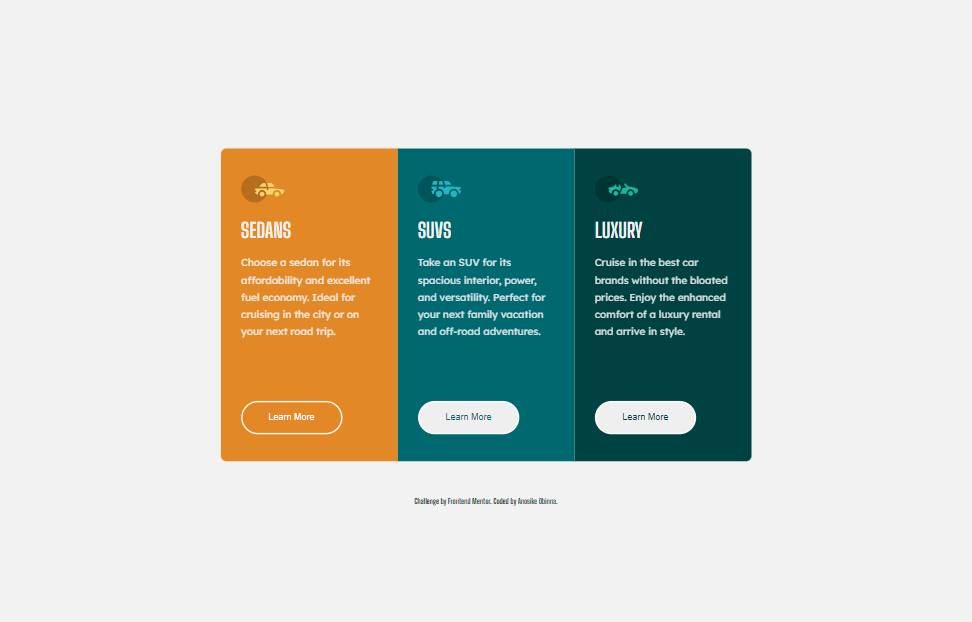 SEDANS
Choose a sedan for its
affordability and excellent
fuel economy. Ideal for
cruising in the city or on
your next road trip.
Learn More
SUVS
Take an SUV for its
spacious interior, power,
and versatility. Perfect for
your next family vacation
and off-road adventures.
Learn More
LUXURY
Cruise in the best car
brands without the bloated
prices. Enjoy the enhanced
comfort of a luxury rental
and arrive in style.
Learn More
Challenge by Frontend Mentor. Coded by Anosike Obinna.